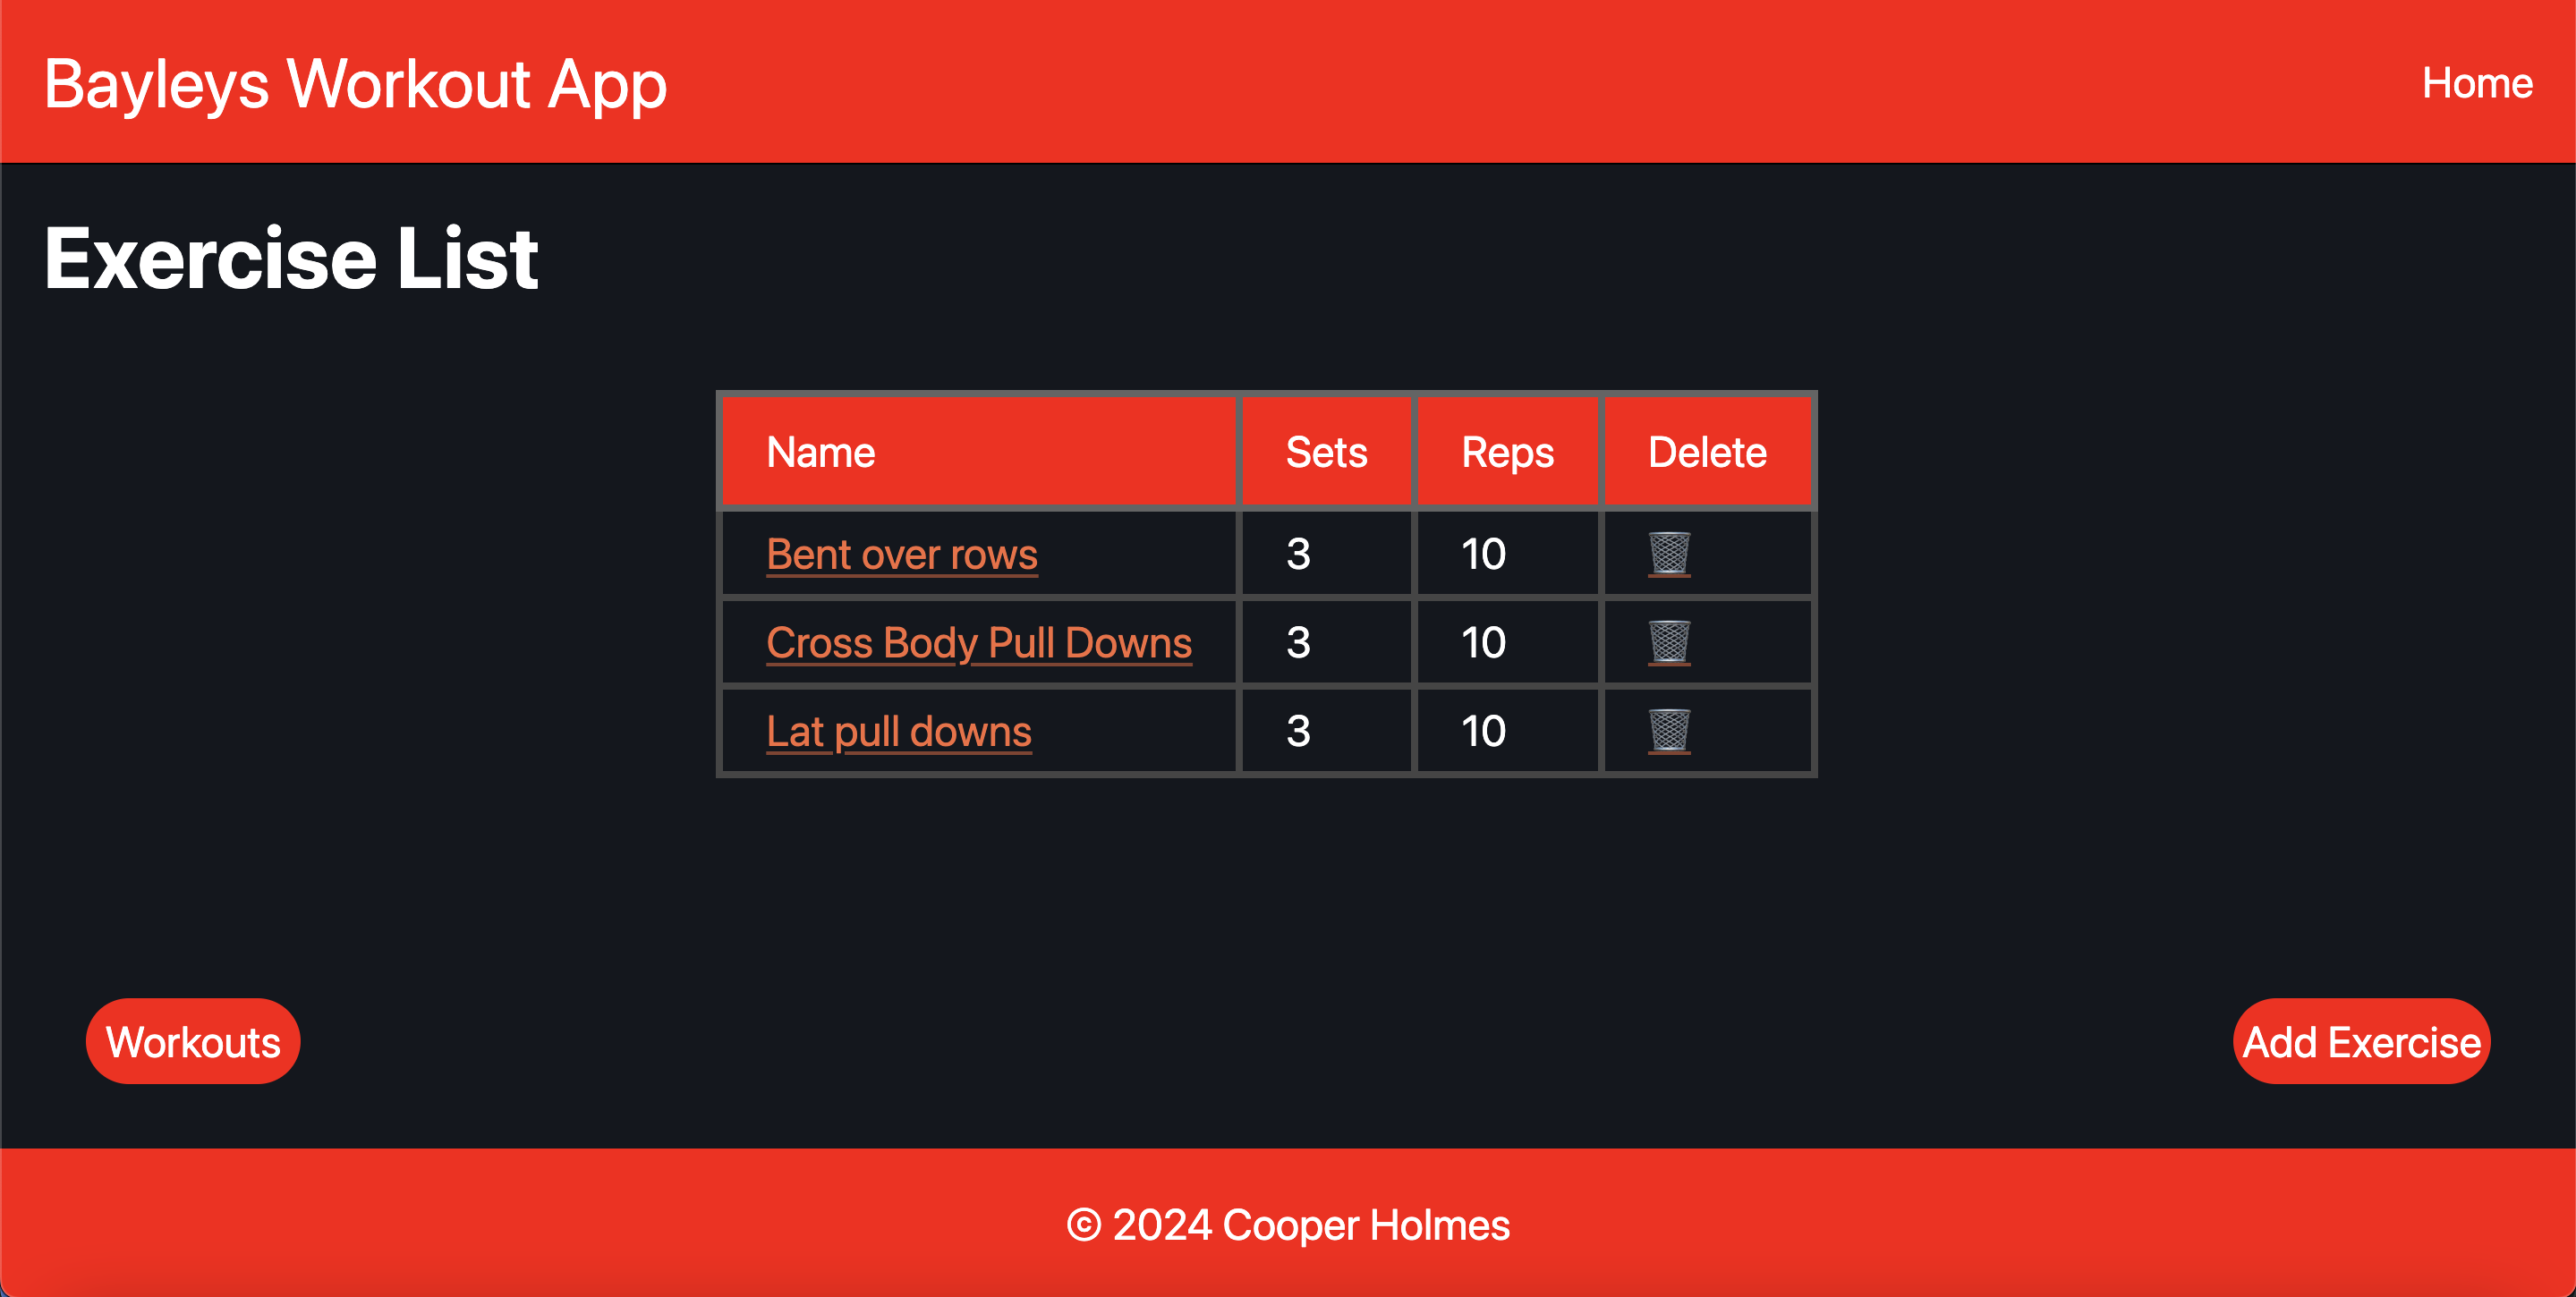 Bayleys Workout App Home
Exercise List
Name Sets Reps Delete
Bent over rows 3 10
Cross Body Pull Downs 3 10
Lat pull downs 3 10
Workouts Add Exercise
© 2024 Cooper Holmes